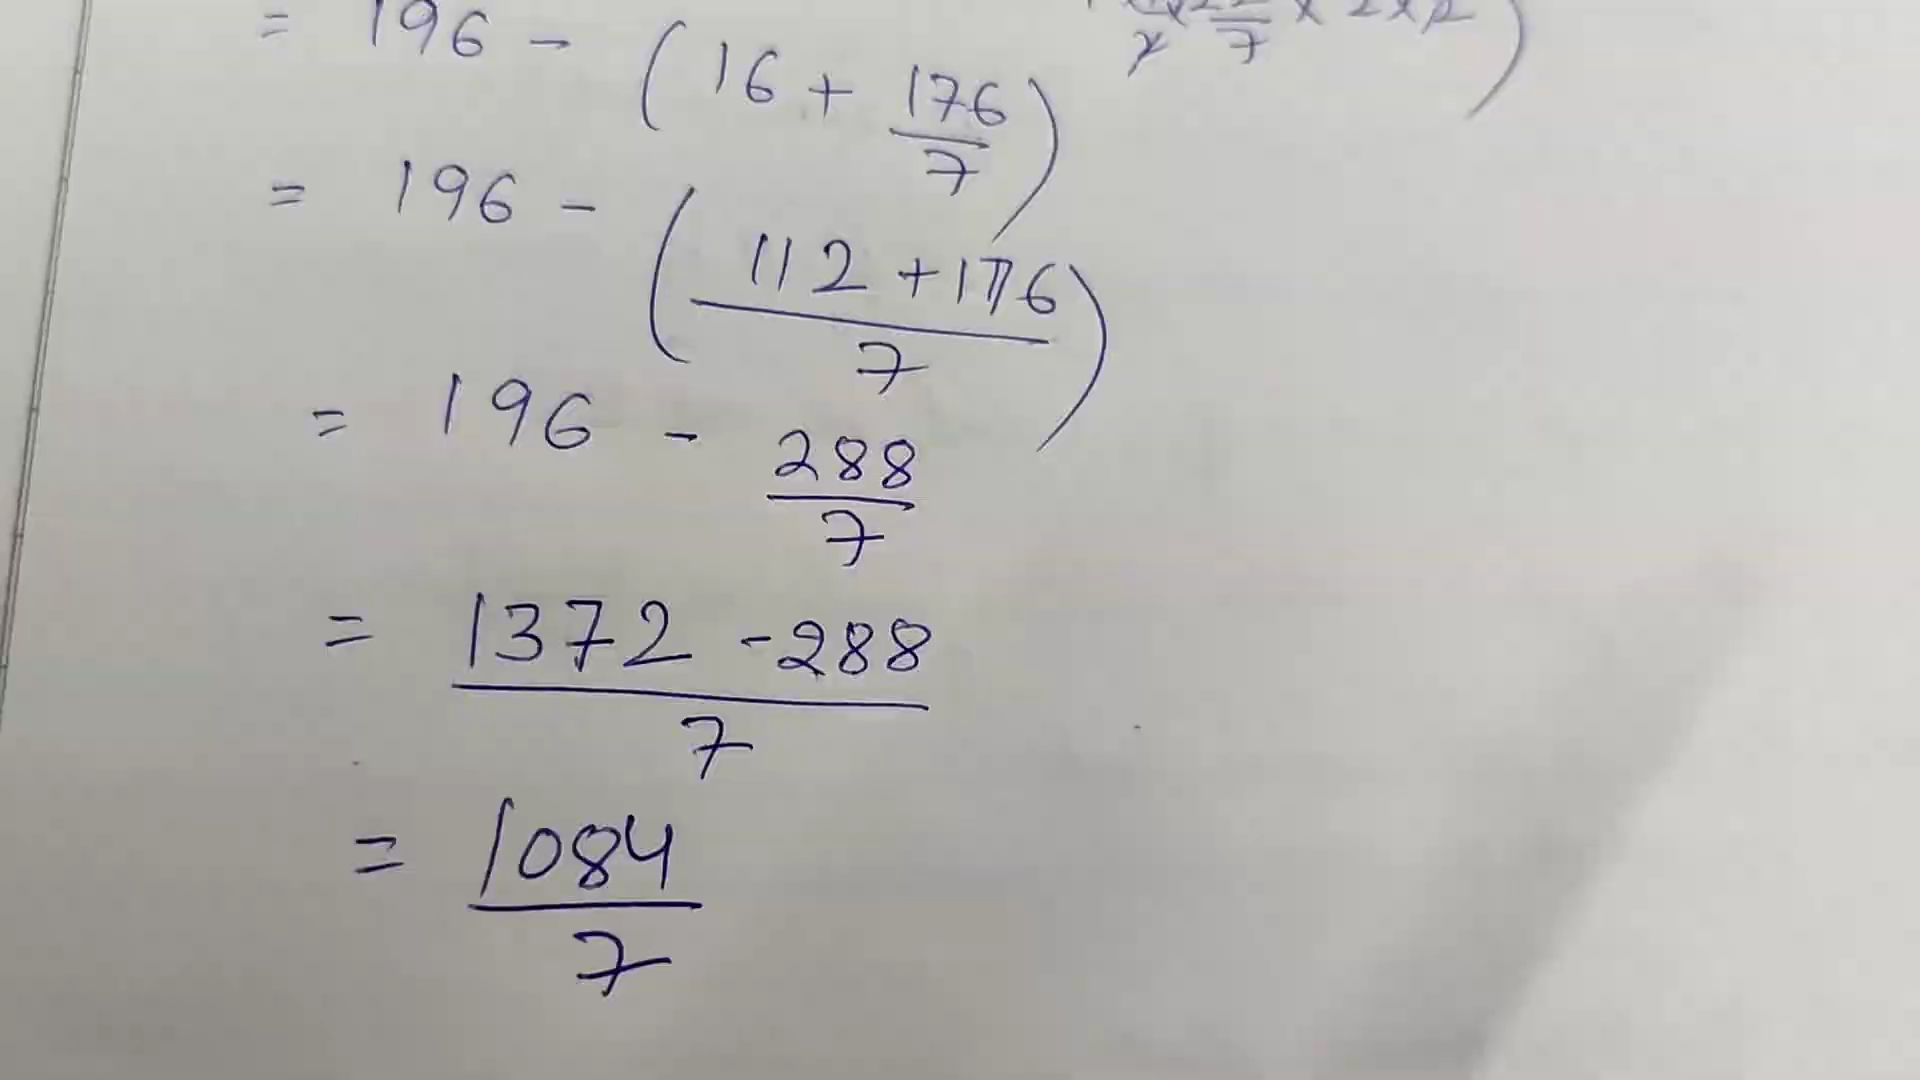 = 196 - (16 + 176/7)
= 196 - ((112 + 176)/7)
= 196 - 288/7
= (1372 - 288)/7
= 1084/7